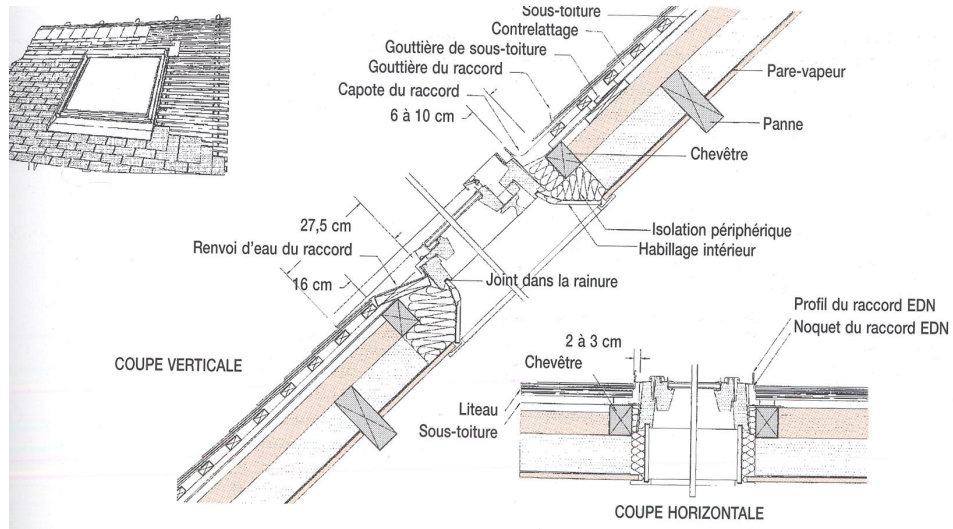 Sous-toiture
Contrelattage
Gouttière de sous-toiture
Gouttière du raccord
Capote du raccord
6 à 10 cm
Pare-vapeur
Panne
Chevêtre
Isolation périphérique
Habillage intérieur
27,5 cm
Renvoi d'eau du raccord
16 cm
Joint dans la rainure
COUPE VERTICALE
Profil du raccord EDN
Noquet du raccord EDN
2 à 3 cm
Chevêtre
Liteau
Sous-toiture
COUPE HORIZONTALE